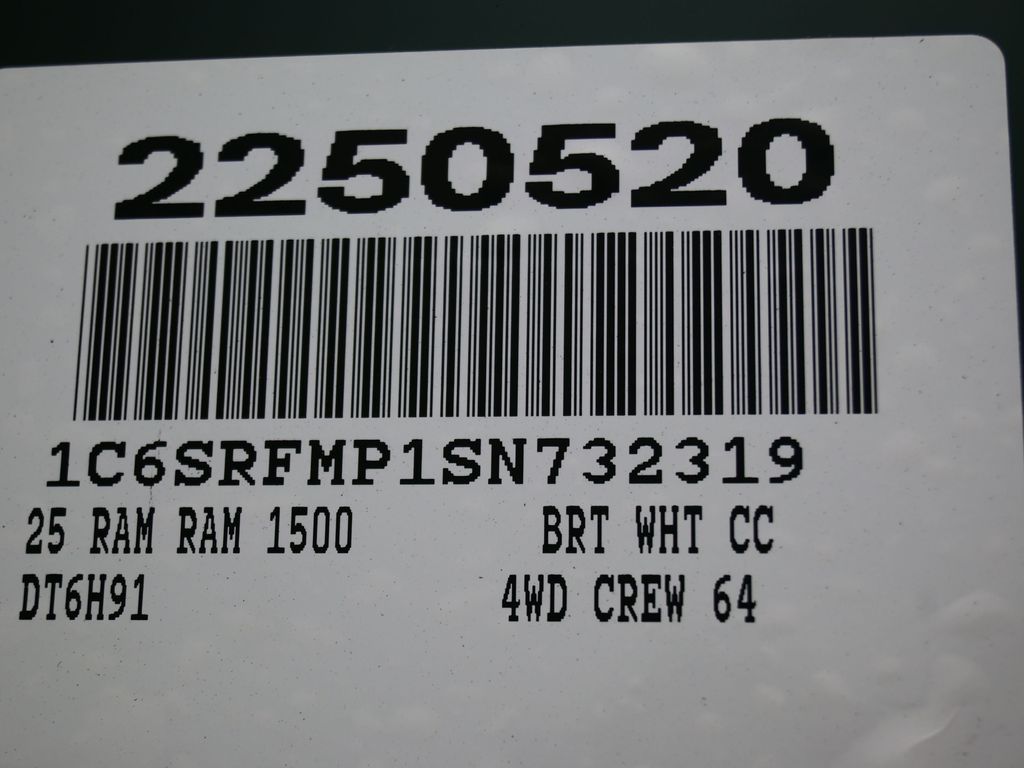 2250520
1C6SRFMP1SN732319
25 RAM RAM 1500 BRT WHT CC
DT6H91 4WD CREW 64